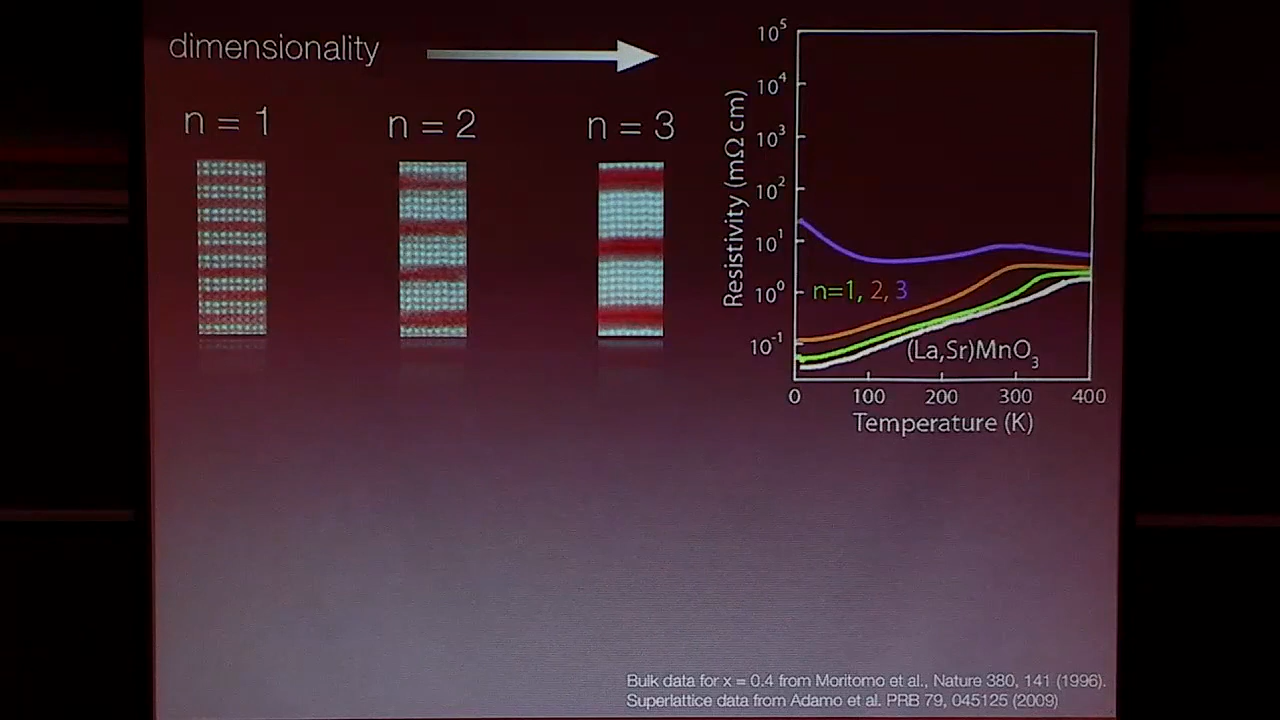 dimensionality
n = 1
n = 2
n = 3
Resistivity (mΩ cm)
10⁵
10⁴
10³
10²
10¹
10⁰
10⁻¹
n=1, 2, 3
(La,Sr)MnO₃
0 100 200 300 400
Temperature (K)
Bulk data for x = 0.4 from Moritomo et al., Nature 380, 141 (1996).
Superlattice data from Adamo et al. PRB 79, 045125 (2009)